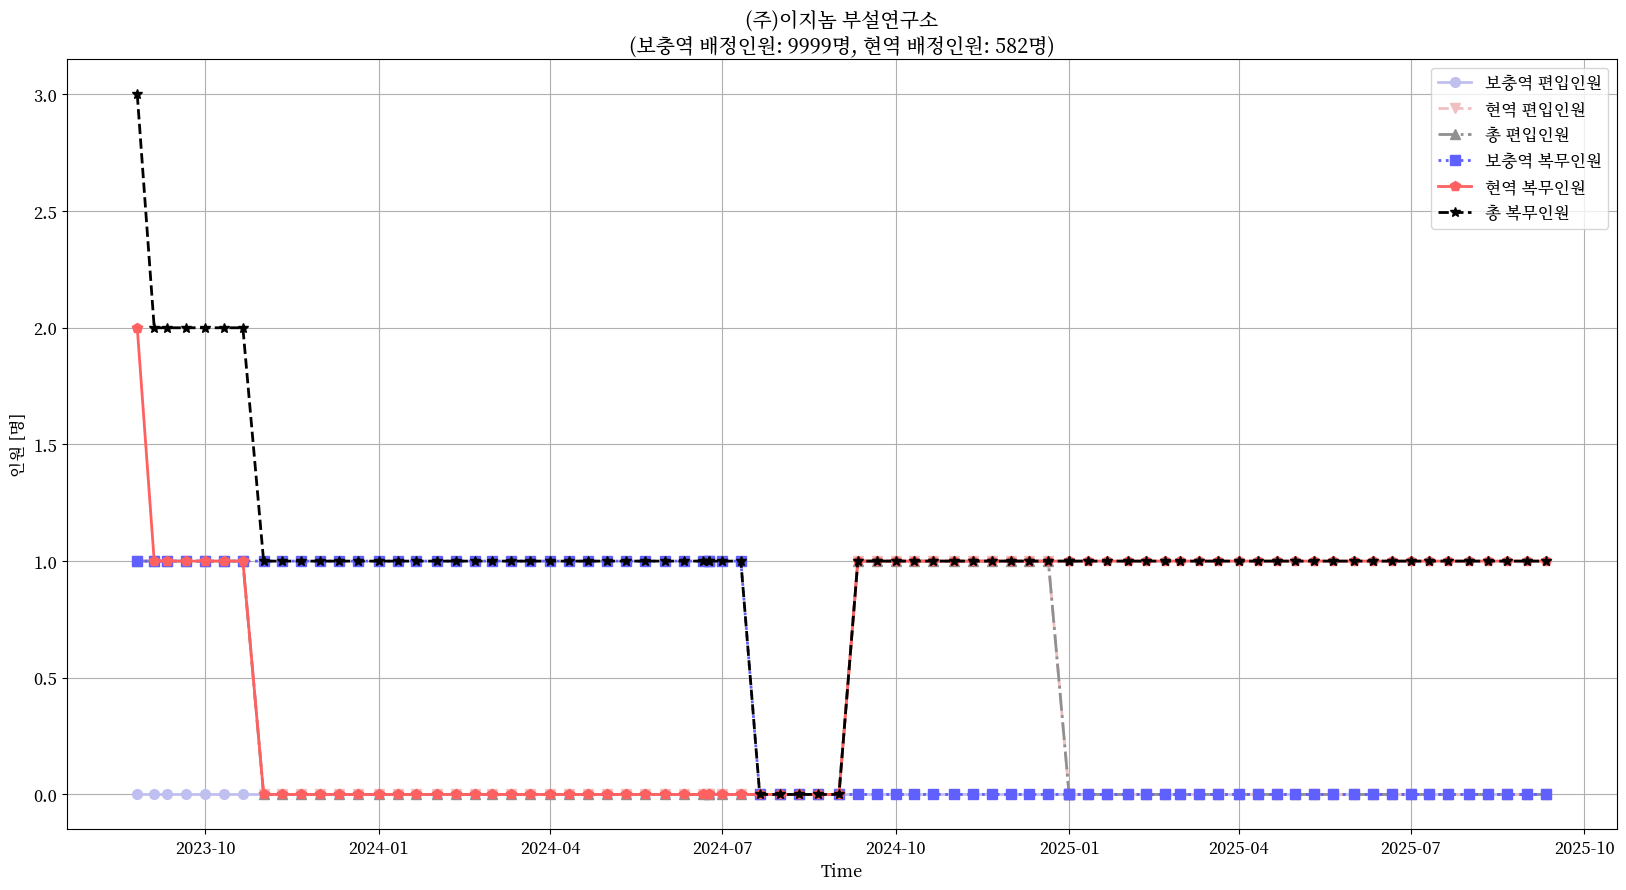 (주)이지놈 부설연구소
(보충역 배정인원: 9999명, 현역 배정인원: 582명)
보충역 편입인원
현역 편입인원
총 편입인원
보충역 복무인원
현역 복무인원
총 복무인원
3.0
2.5
2.0
1.5
1.0
0.5
0.0
인원 [명]
2023-10
2024-01
2024-04
2024-07
2024-10
2025-01
2025-04
2025-07
2025-10
Time